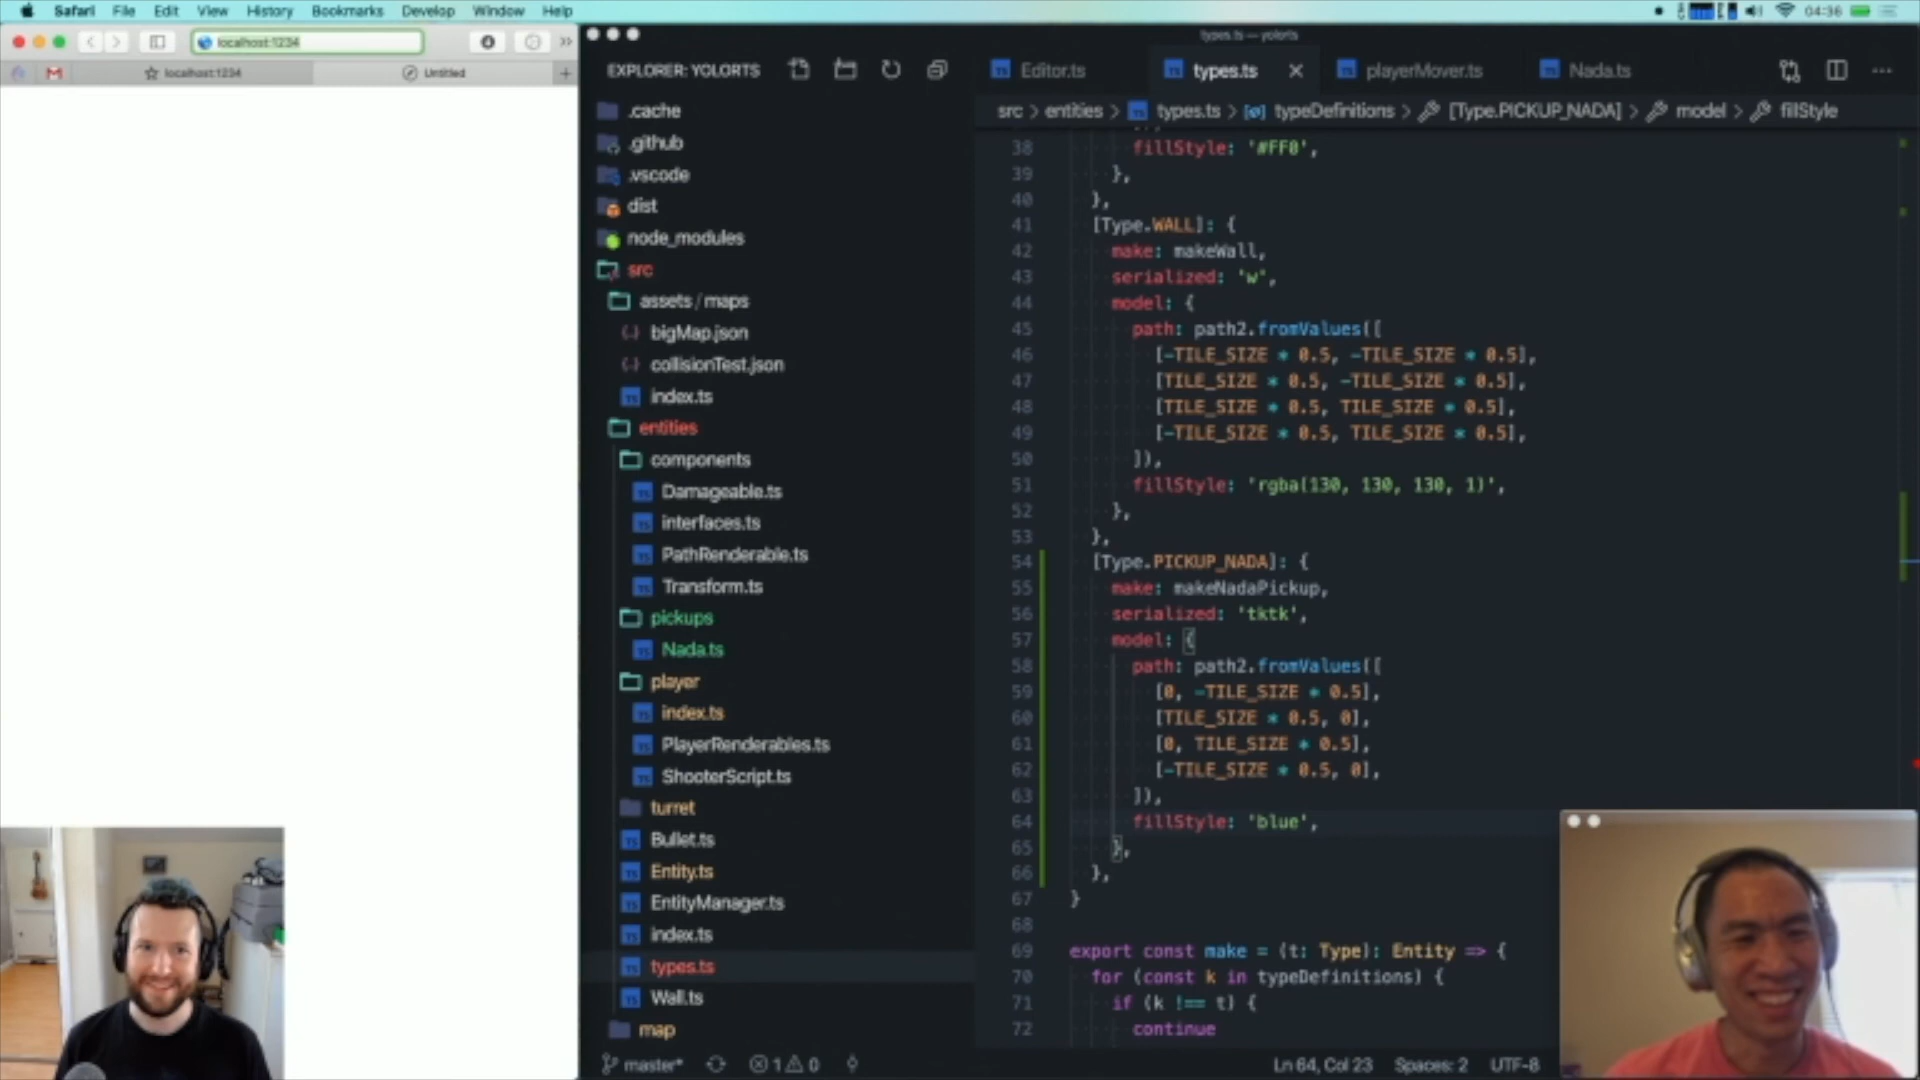 Safari File Edit View History Bookmarks Develop Window Help
04:36
localhost:1234
localhost:1234
Untitled
types.ts — yolorts
EXPLORER: YOLORTS
.cache
.github
.vscode
dist
node_modules
src
assets / maps
bigMap.json
collisionTest.json
index.ts
entities
components
Damageable.ts
interfaces.ts
PathRenderable.ts
Transform.ts
pickups
Nada.ts
player
index.ts
PlayerRenderables.ts
ShooterScript.ts
turret
Bullet.ts
Entity.ts
EntityManager.ts
index.ts
types.ts
Wall.ts
map
Editor.ts
types.ts
playerMover.ts
Nada.ts
src > entities > types.ts > typeDefinitions > [Type.PICKUP_NADA] > model > fillStyle
38 fillStyle: '#FF0',
39 },
40 },
41 [Type.WALL]: {
42 make: makeWall,
43 serialized: 'w',
44 model: {
45 path: path2.fromValues([
46 [-TILE_SIZE * 0.5, -TILE_SIZE * 0.5],
47 [TILE_SIZE * 0.5, -TILE_SIZE * 0.5],
48 [TILE_SIZE * 0.5, TILE_SIZE * 0.5],
49 [-TILE_SIZE * 0.5, TILE_SIZE * 0.5],
50 ]),
51 fillStyle: 'rgba(130, 130, 130, 1)',
52 },
53 },
54 [Type.PICKUP_NADA]: {
55 make: makeNadaPickup,
56 serialized: 'tktk',
57 model: {
58 path: path2.fromValues([
59 [0, -TILE_SIZE * 0.5],
60 [TILE_SIZE * 0.5, 0],
61 [0, TILE_SIZE * 0.5],
62 [-TILE_SIZE * 0.5, 0],
63 ]),
64 fillStyle: 'blue',
65 },
66 },
67 }
68
69 export const make = (t: Type): Entity => {
70 for (const k in typeDefinitions) {
71 if (k !== t) {
72 continue
master*
1 0
Ln 64, Col 23
Spaces: 2
UTF-8